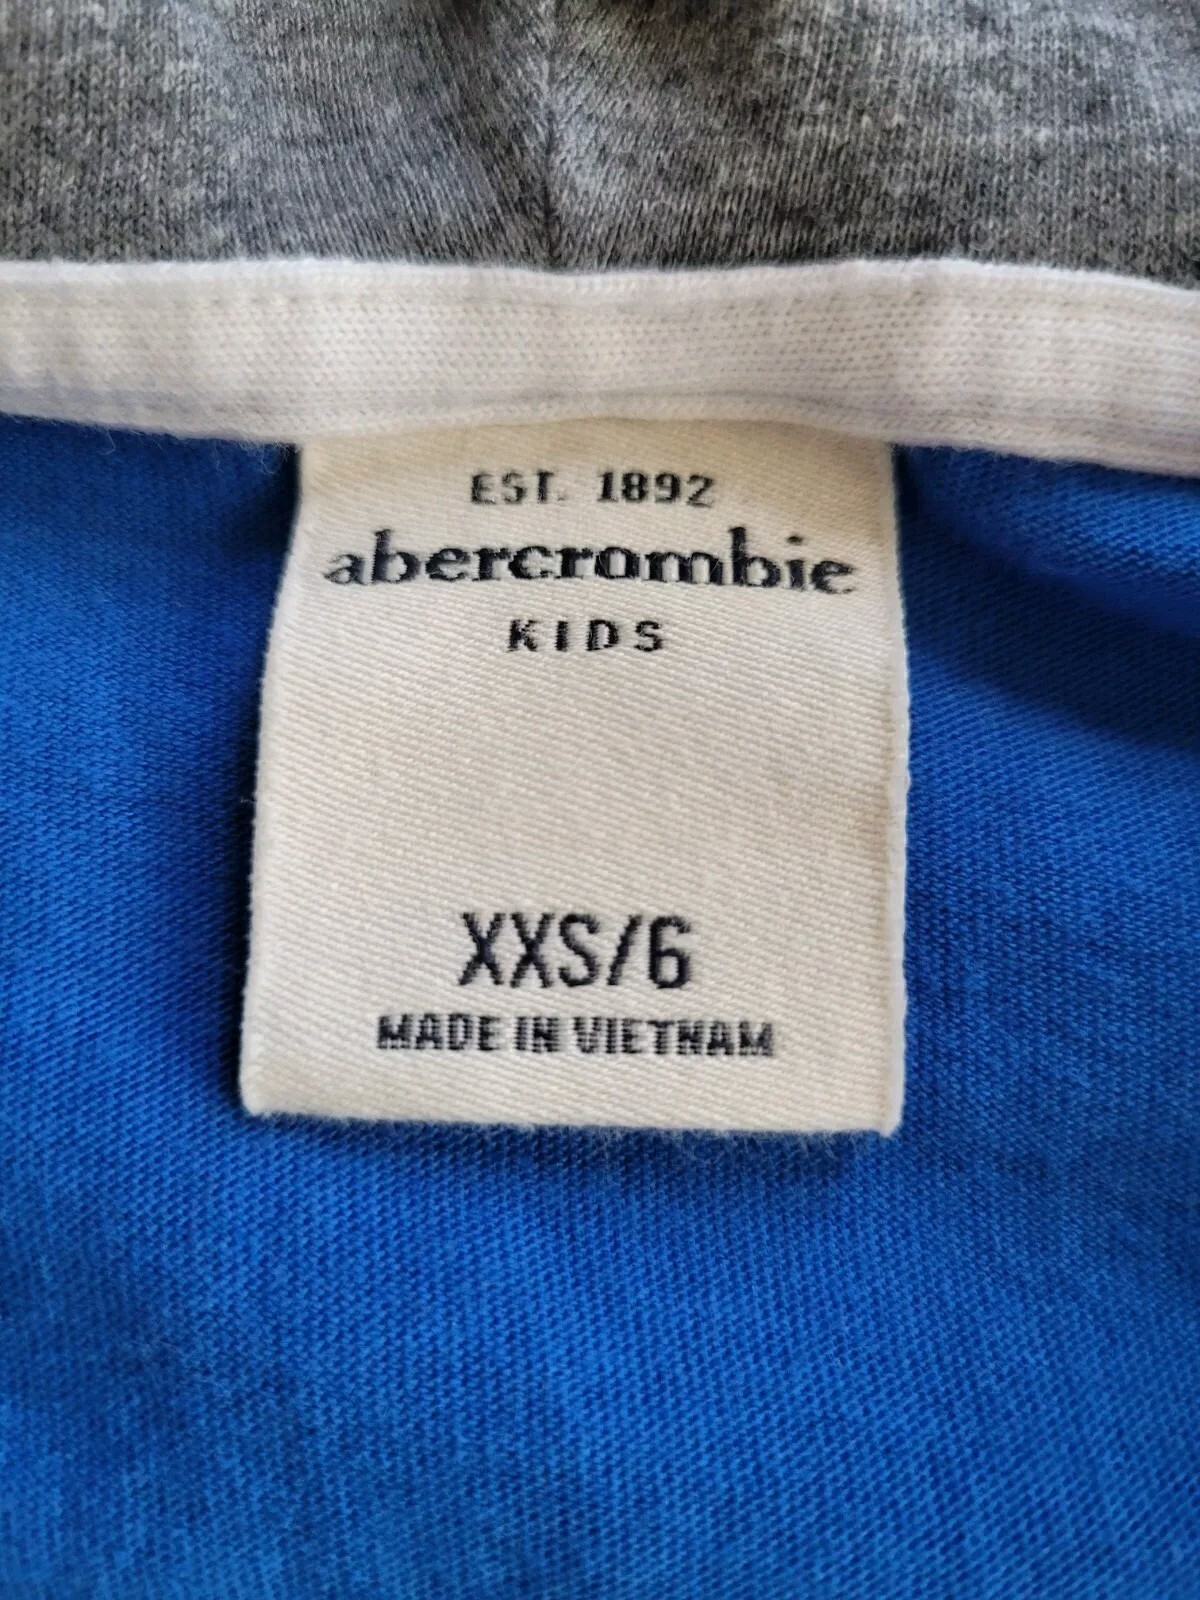 EST. 1892
abercrombie
KIDS
XXS/6
MADE IN VIETNAM